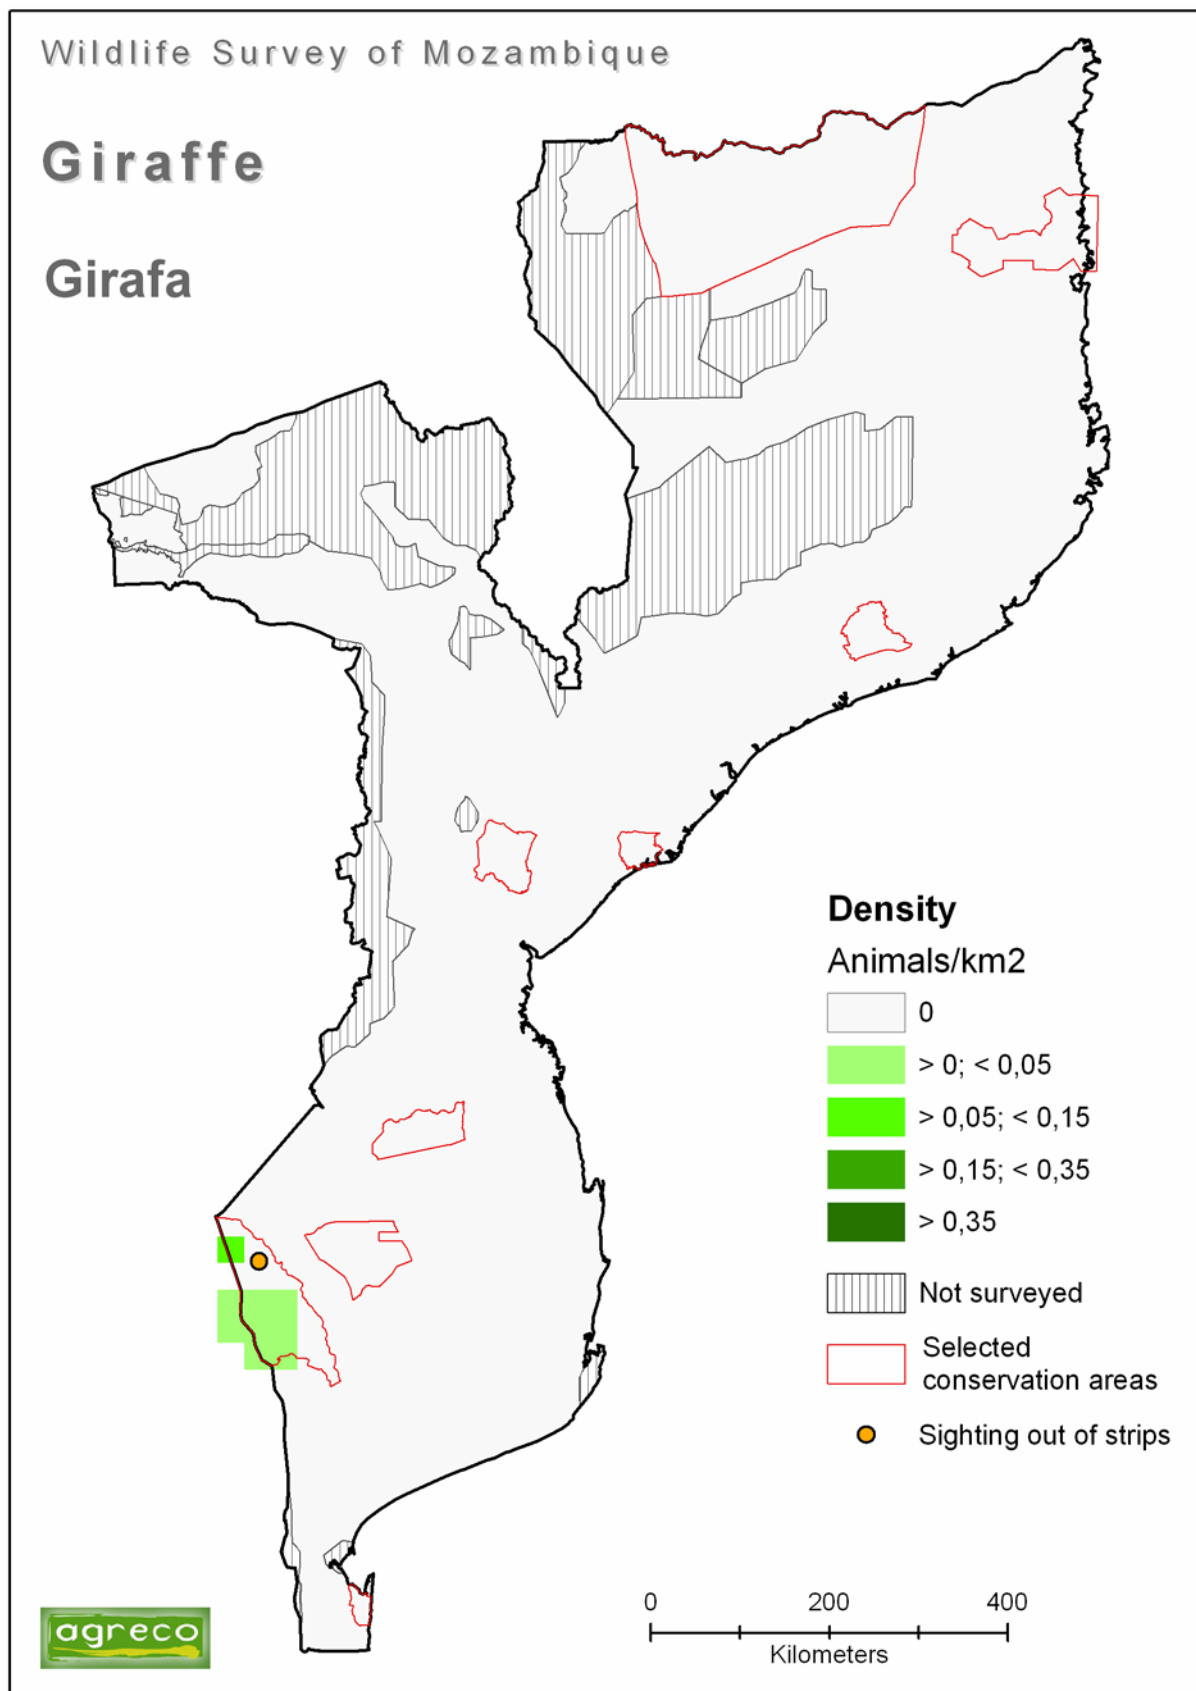 Wildlife Survey of Mozambique
Giraffe
Girafa
Density
Animals/km2
0
> 0; < 0,05
> 0,05; < 0,15
> 0,15; < 0,35
> 0,35
Not surveyed
Selected
conservation areas
Sighting out of strips
0 200 400
Kilometers
agreco